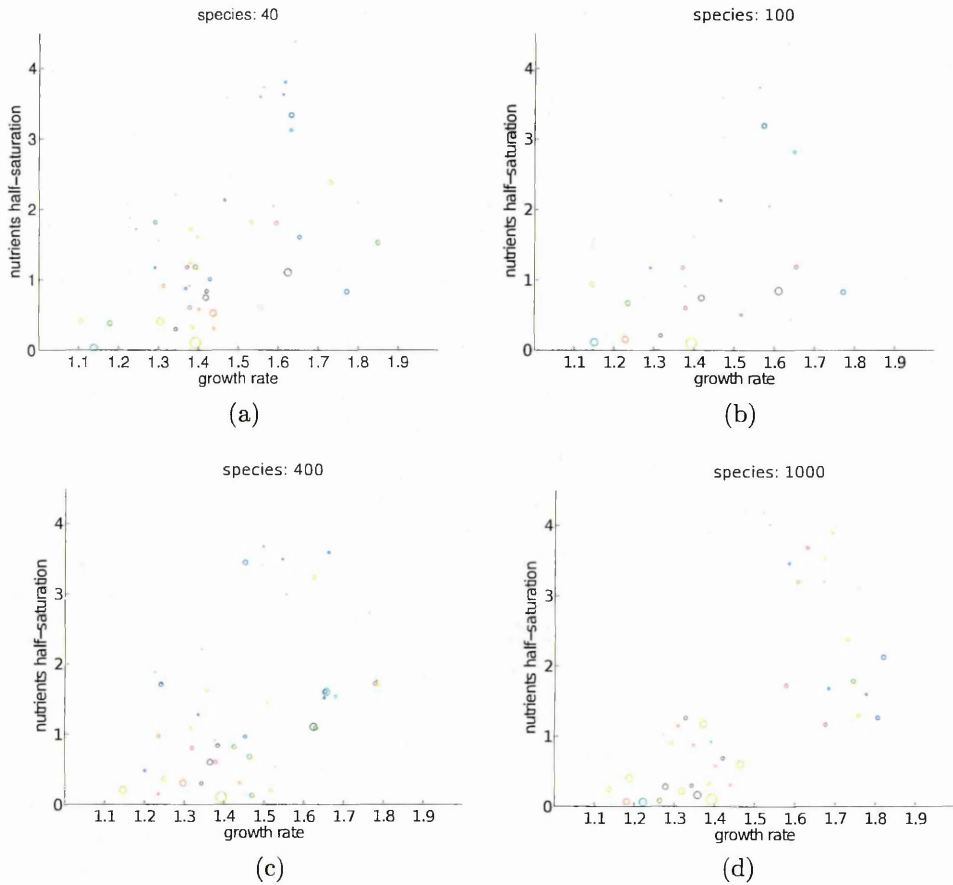 species: 40
nutrients half-saturation
4
3
2
1
0
1.1 1.2 1.3 1.4 1.5 1.6 1.7 1.8 1.9
growth rate
(a)
species: 100
nutrients half-saturation
4
3
2
1
0
1.1 1.2 1.3 1.4 1.5 1.6 1.7 1.8 1.9
growth rate
(b)
species: 400
nutrients half-saturation
4
3
2
1
0
1.1 1.2 1.3 1.4 1.5 1.6 1.7 1.8 1.9
growth rate
(c)
species: 1000
nutrients half-saturation
4
3
2
1
0
1.1 1.2 1.3 1.4 1.5 1.6 1.7 1.8 1.9
growth rate
(d)